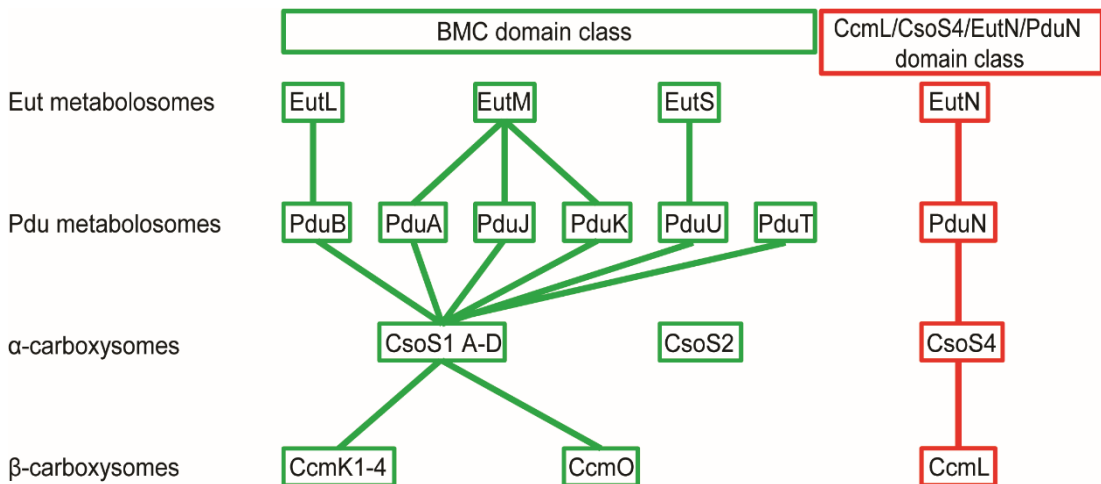 BMC domain class
CcmL/CsoS4/EutN/PduN
domain class
Eut metabolosomes
EutL
EutM
EutS
EutN
Pdu metabolosomes
PduB
PduA
PduJ
PduK
PduU
PduT
PduN
α-carboxysomes
CsoS1 A-D
CsoS2
CsoS4
β-carboxysomes
CcmK1-4
CcmO
CcmL